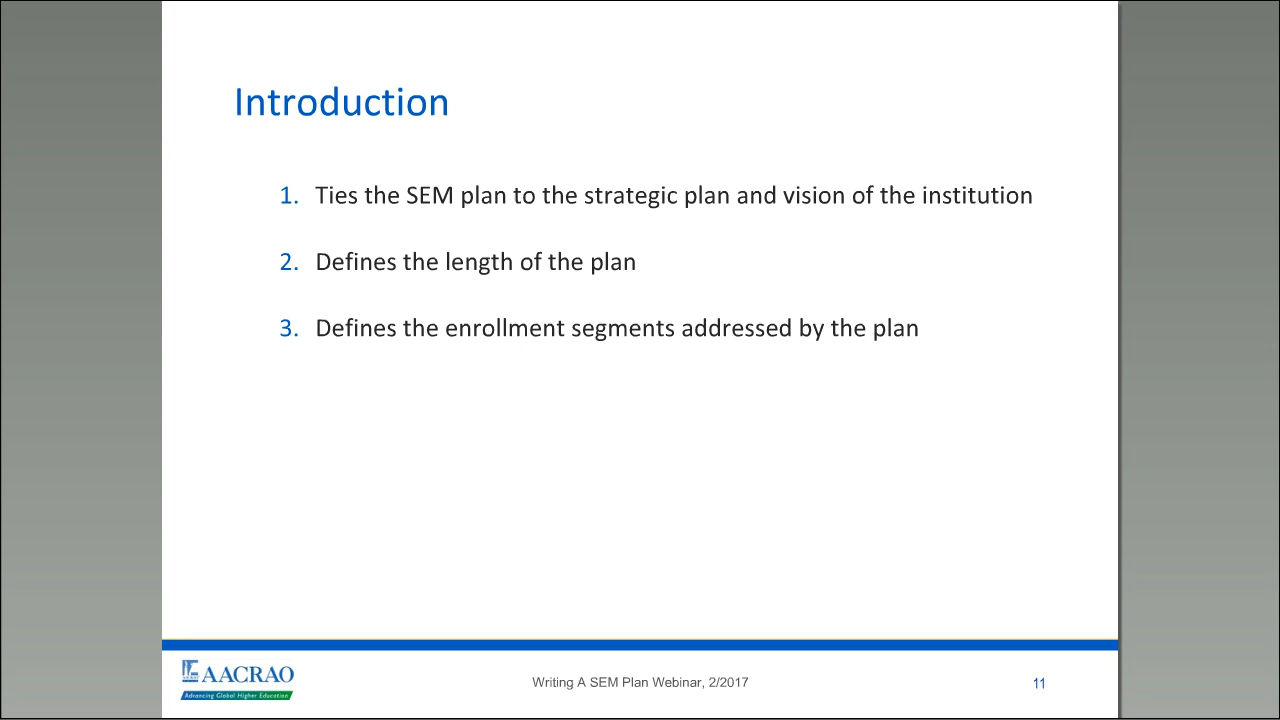 Introduction
1. Ties the SEM plan to the strategic plan and vision of the institution
2. Defines the length of the plan
3. Defines the enrollment segments addressed by the plan
AACRAO
Advancing Global Higher Education
Writing A SEM Plan Webinar, 2/2017
11